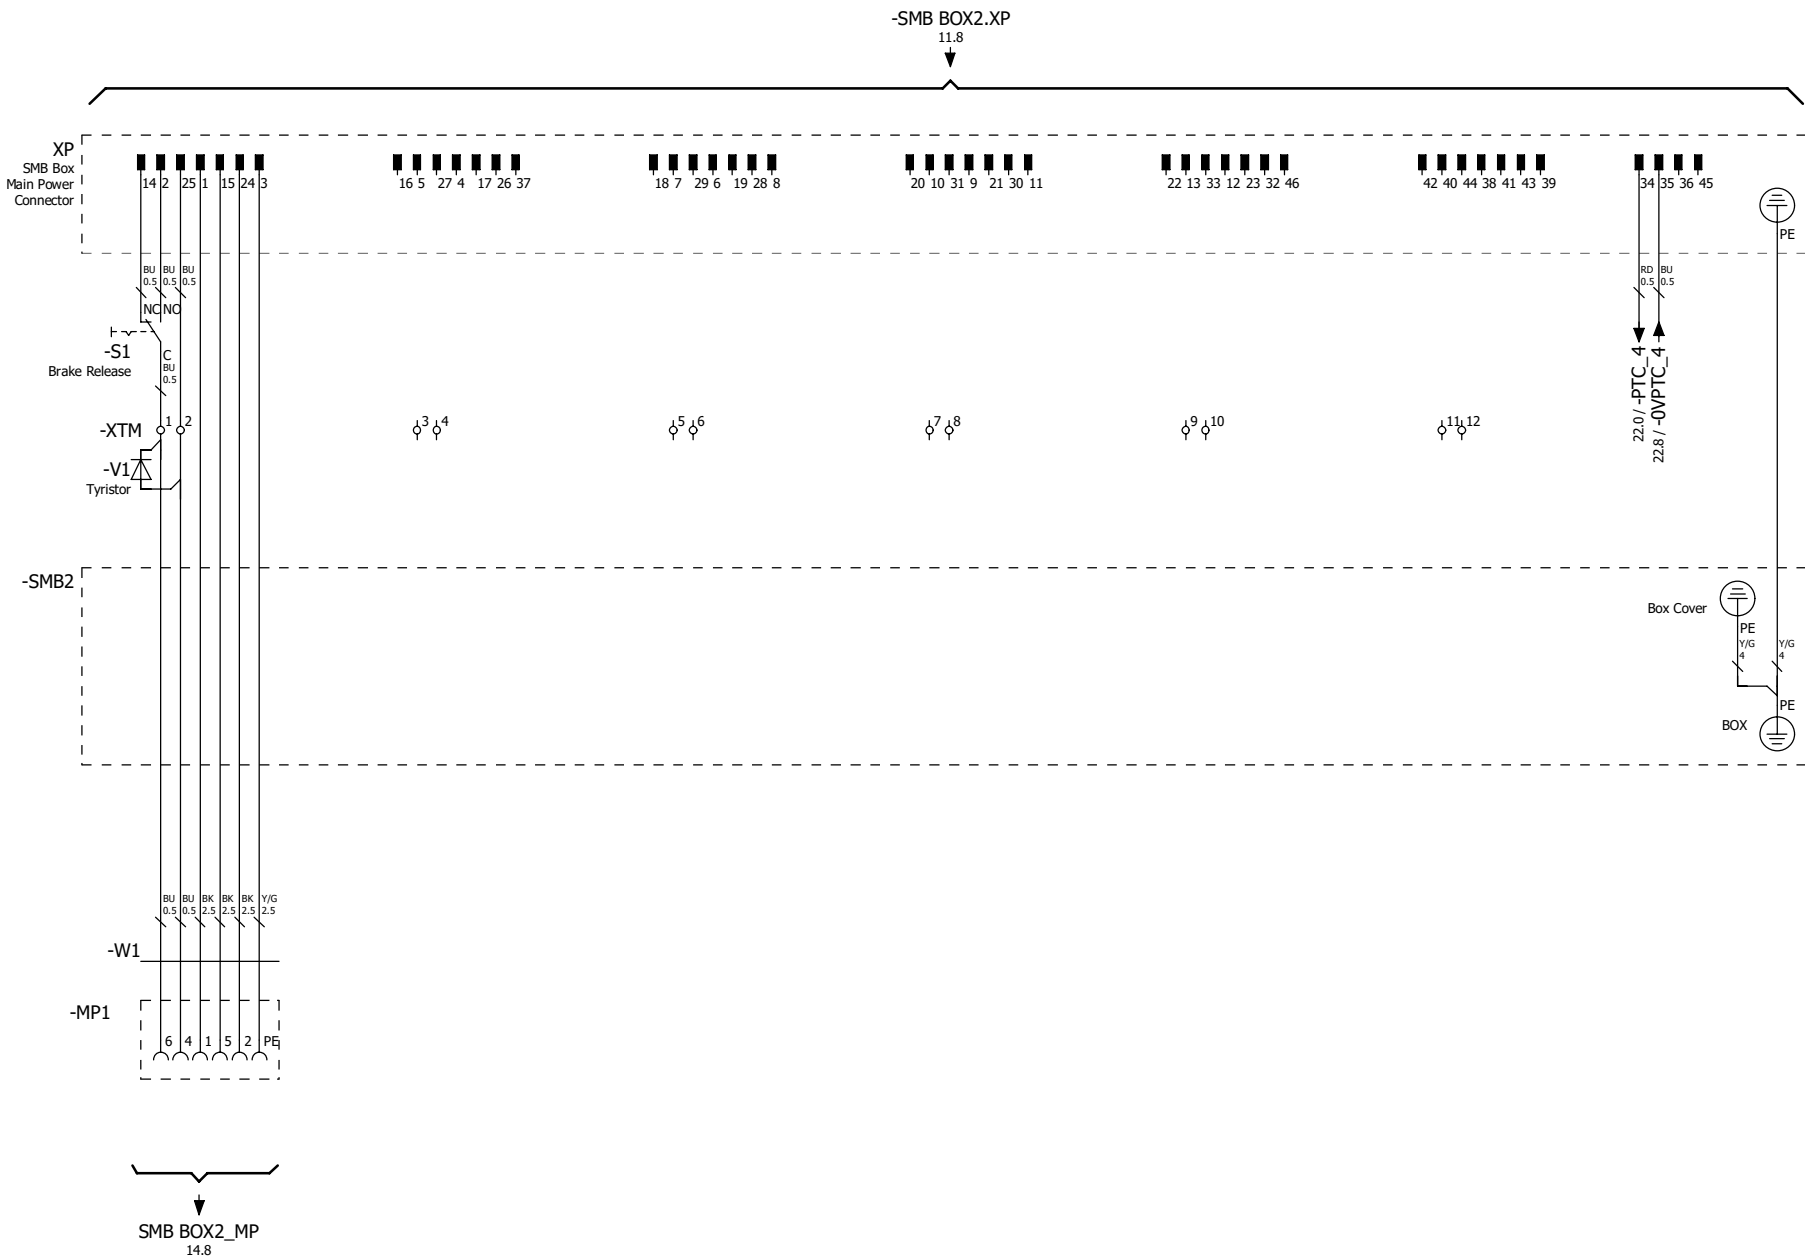 -SMB BOX2.XP
11.8
XP
SMB Box
Main Power
Connector
14 2 25 1 15 24 3
16 5 27 4 17 26 37
18 7 29 6 19 28 8
20 10 31 9 21 30 11
22 13 33 12 23 32 46
42 40 44 38 41 43 39
34 35 36 45
PE
BU BU BU
0.5 0.5 0.5
RD BU
0.5 0.5
NC NO
-S1
Brake Release
C
BU
0.5
22.0 / -PTC_4
22.8 / -0VPTC_4
-XTM
1 2
3 4
5 6
7 8
9 10
11 12
-V1
Tyristor
-SMB2
Box Cover
PE
Y/G
4
Y/G
4
PE
BOX
BU BU BK BK BK Y/G
0.5 0.5 2.5 2.5 2.5 2.5
-W1
-MP1
6 4 1 5 2 PE
SMB BOX2_MP
14.8